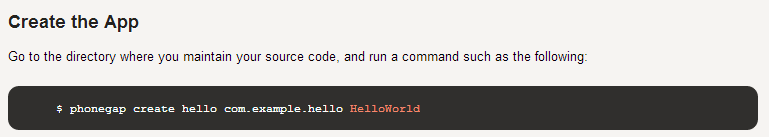 Create the App
Go to the directory where you maintain your source code, and run a command such as the following:
$ phonegap create hello com.example.hello HelloWorld